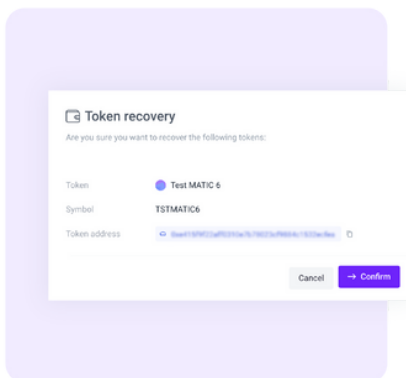 Token recovery
Are you sure you want to recover the following tokens:
Token Test MATIC 6
Symbol TSTMATIC6
Token address
Cancel → Confirm